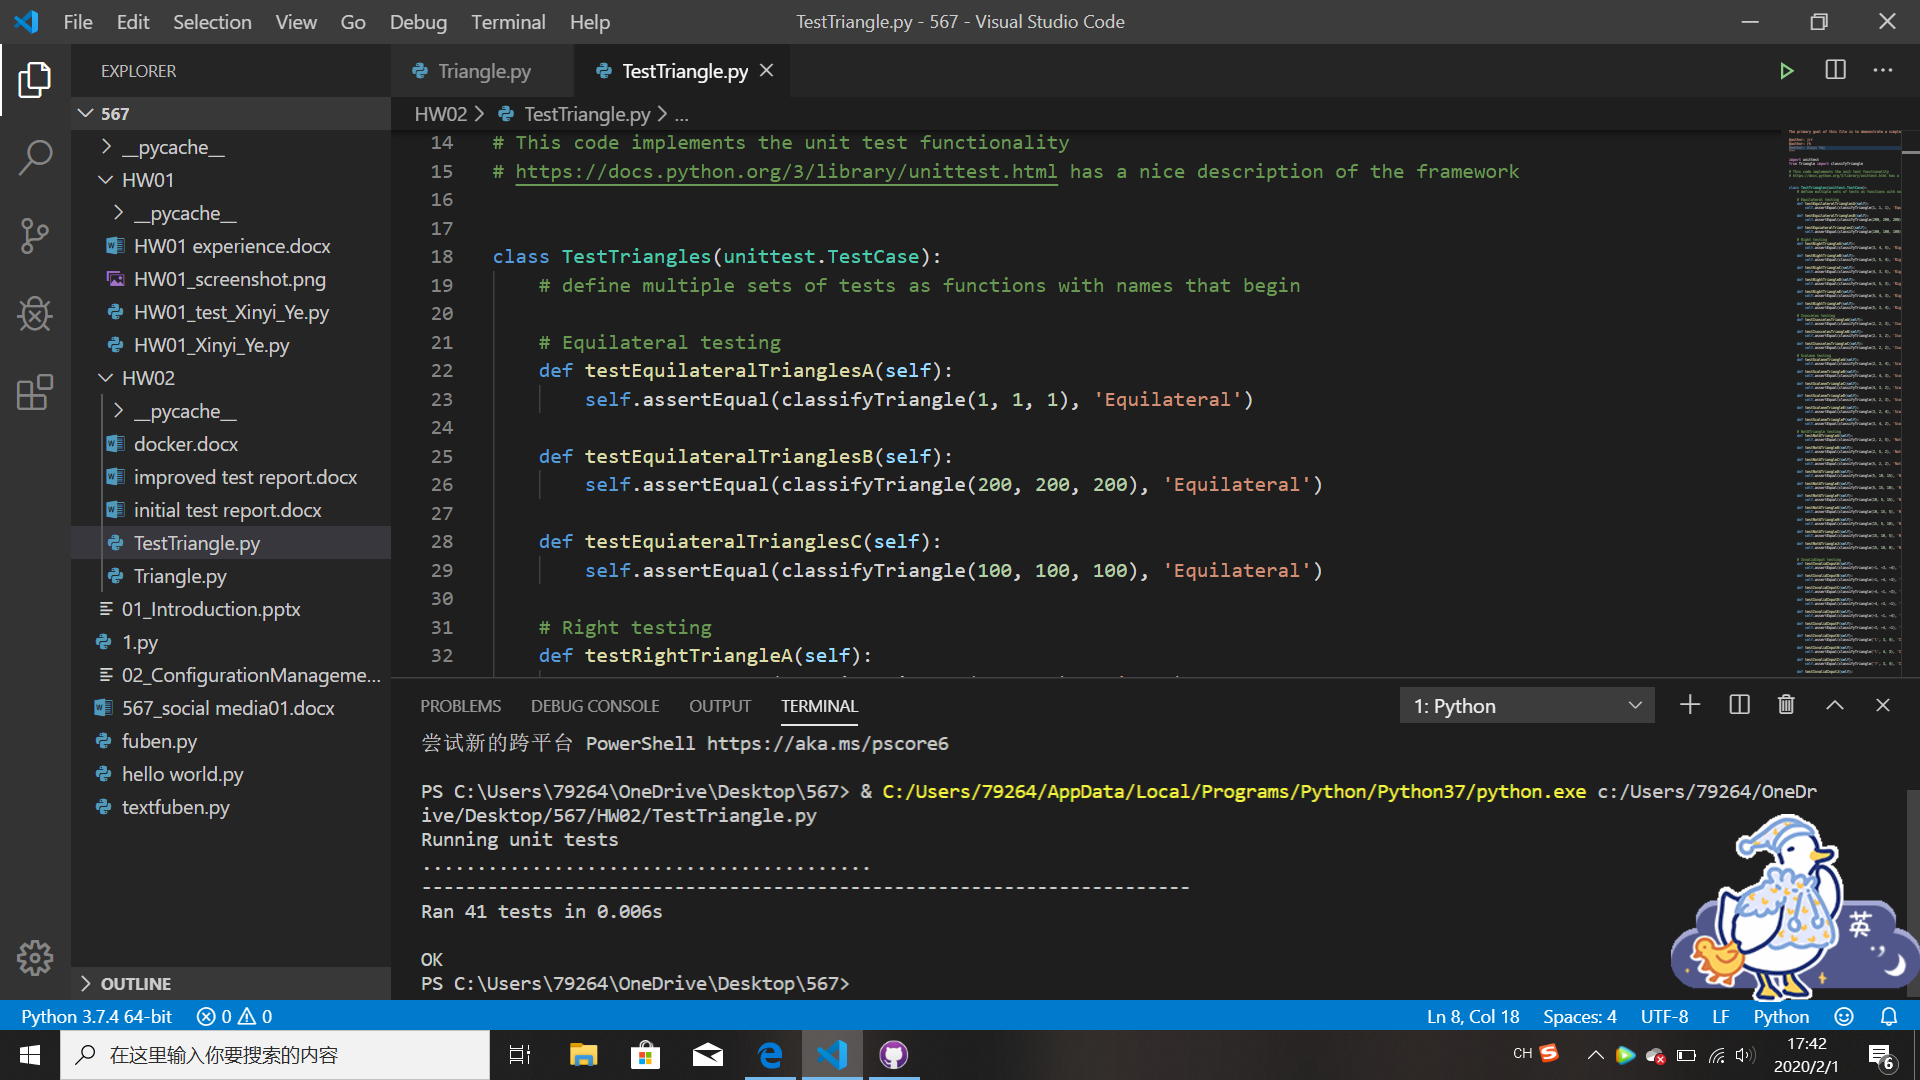 File Edit Selection View Go Debug Terminal Help
TestTriangle.py - 567 - Visual Studio Code
EXPLORER
567
__pycache__
HW01
__pycache__
HW01 experience.docx
HW01_screenshot.png
HW01_test_Xinyi_Ye.py
HW01_Xinyi_Ye.py
HW02
__pycache__
docker.docx
improved test report.docx
initial test report.docx
TestTriangle.py
Triangle.py
01_Introduction.pptx
1.py
02_ConfigurationManageme...
567_social media01.docx
fuben.py
hello world.py
textfuben.py
OUTLINE
Triangle.py
TestTriangle.py
HW02 > TestTriangle.py > ...
14 # This code implements the unit test functionality
15 # https://docs.python.org/3/library/unittest.html has a nice description of the framework
16
17
18 class TestTriangles(unittest.TestCase):
19 # define multiple sets of tests as functions with names that begin
20
21 # Equilateral testing
22 def testEquilateralTrianglesA(self):
23 self.assertEqual(classifyTriangle(1, 1, 1), 'Equilateral')
24
25 def testEquilateralTrianglesB(self):
26 self.assertEqual(classifyTriangle(200, 200, 200), 'Equilateral')
27
28 def testEquiateralTrianglesC(self):
29 self.assertEqual(classifyTriangle(100, 100, 100), 'Equilateral')
30
31 # Right testing
32 def testRightTriangleA(self):
PROBLEMS DEBUG CONSOLE OUTPUT TERMINAL
1: Python
尝试新的跨平台 PowerShell https://aka.ms/pscore6
PS C:\Users\79264\OneDrive\Desktop\567> & C:/Users/79264/AppData/Local/Programs/Python/Python37/python.exe c:/Users/79264/OneDr
ive/Desktop/567/HW02/TestTriangle.py
Running unit tests
.........................................
----------------------------------------------------------------------
Ran 41 tests in 0.006s
OK
PS C:\Users\79264\OneDrive\Desktop\567>
英
Python 3.7.4 64-bit 0 0
Ln 8, Col 18 Spaces: 4 UTF-8 LF Python
在这里输入你要搜索的内容
CH
17:42
2020/2/1
6